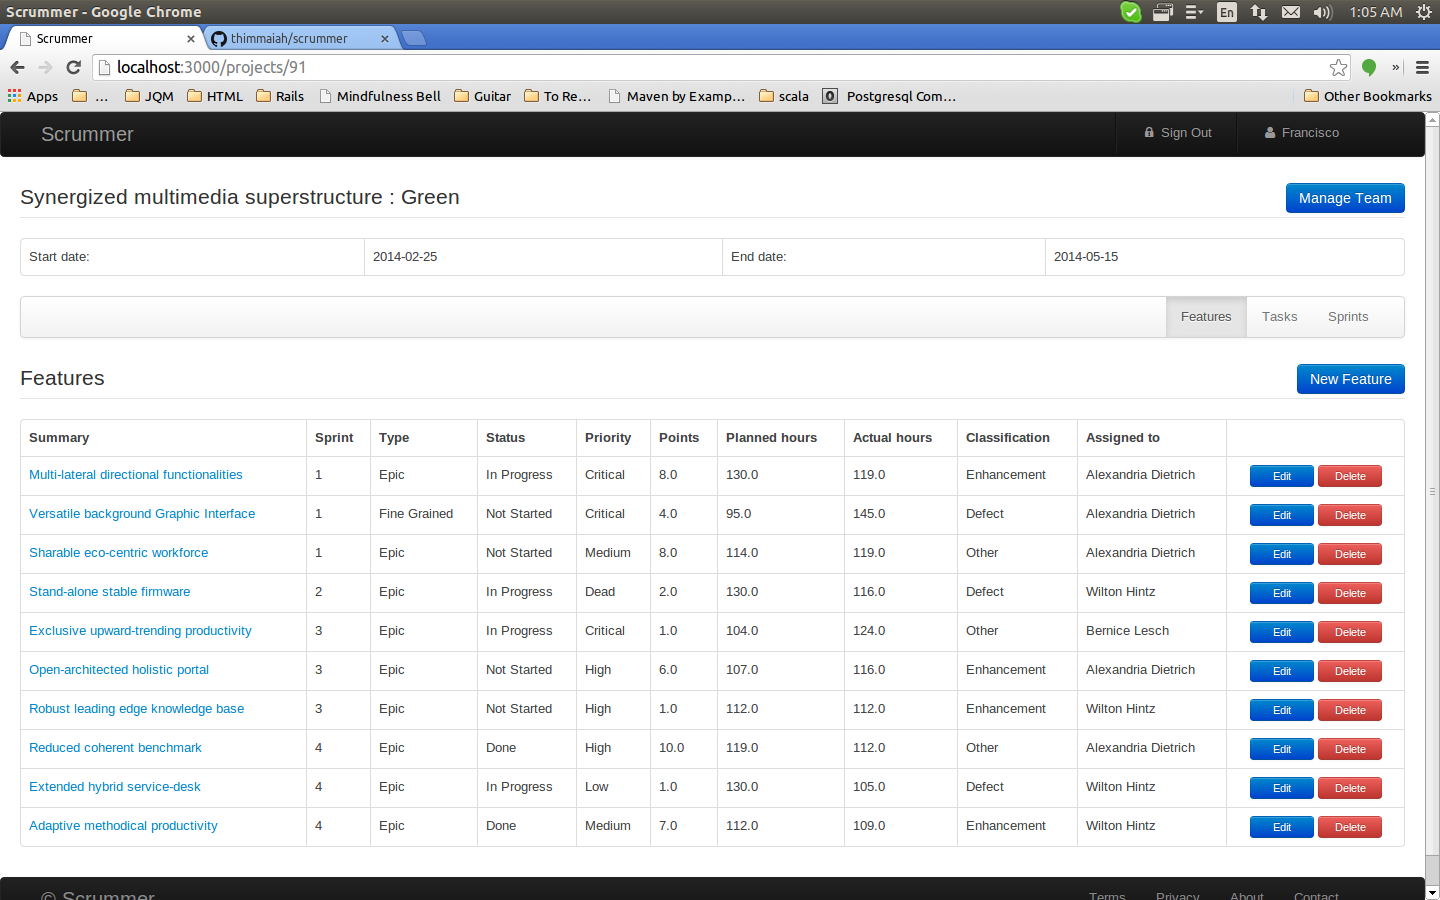 Scrummer - Google Chrome En 1:05 AM
Scrummer × thimmaiah/scrummer ×
localhost:3000/projects/91 »
Apps ... JQM HTML Rails Mindfulness Bell Guitar To Re... Maven by Examp... scala Postgresql Com... Other Bookmarks
Scrummer Sign Out Francisco
Synergized multimedia superstructure : Green Manage Team
Start date: 2014-02-25 End date: 2014-05-15
Features Tasks Sprints
Features New Feature
Summary Sprint Type Status Priority Points Planned hours Actual hours Classification Assigned to
Multi-lateral directional functionalities 1 Epic In Progress Critical 8.0 130.0 119.0 Enhancement Alexandria Dietrich Edit Delete
Versatile background Graphic Interface 1 Fine Grained Not Started Critical 4.0 95.0 145.0 Defect Alexandria Dietrich Edit Delete
Sharable eco-centric workforce 1 Epic Not Started Medium 8.0 114.0 119.0 Other Alexandria Dietrich Edit Delete
Stand-alone stable firmware 2 Epic In Progress Dead 2.0 130.0 116.0 Defect Wilton Hintz Edit Delete
Exclusive upward-trending productivity 3 Epic In Progress Critical 1.0 104.0 124.0 Other Bernice Lesch Edit Delete
Open-architected holistic portal 3 Epic Not Started High 6.0 107.0 116.0 Enhancement Alexandria Dietrich Edit Delete
Robust leading edge knowledge base 3 Epic Not Started High 1.0 112.0 112.0 Enhancement Wilton Hintz Edit Delete
Reduced coherent benchmark 4 Epic Done High 10.0 119.0 112.0 Other Alexandria Dietrich Edit Delete
Extended hybrid service-desk 4 Epic In Progress Low 1.0 130.0 105.0 Defect Wilton Hintz Edit Delete
Adaptive methodical productivity 4 Epic Done Medium 7.0 112.0 109.0 Enhancement Wilton Hintz Edit Delete
© Scrummer Terms Privacy About Contact